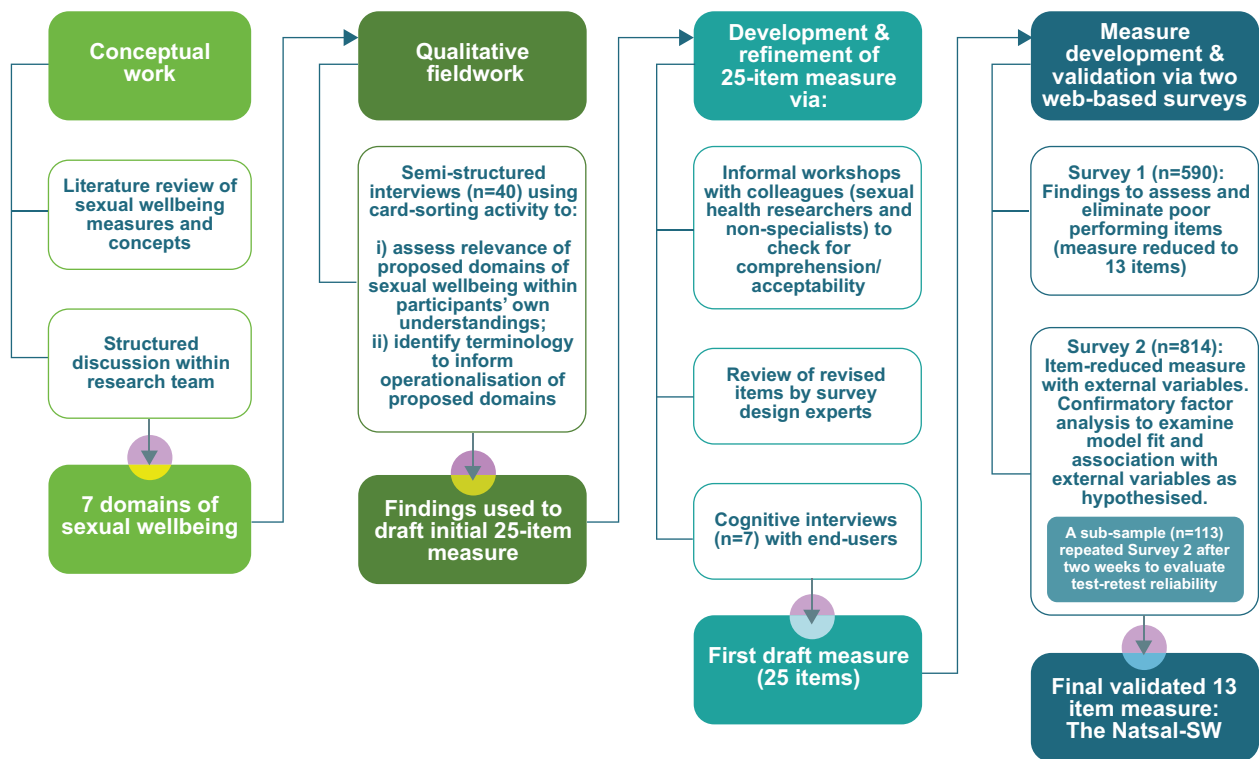 Conceptual
work
Literature review of
sexual wellbeing
measures and
concepts
Structured
discussion within
research team
7 domains of
sexual wellbeing
Qualitative
fieldwork
Semi-structured
interviews (n=40) using
card-sorting activity to:
i) assess relevance of
proposed domains of
sexual wellbeing within
participants’ own
understandings;
ii) identify terminology
to inform
operationalisation of
proposed domains
Findings used to
draft initial 25-item
measure
Development &
refinement of
25-item measure
via:
Informal workshops
with colleagues (sexual
health researchers and
non-specialists) to
check for
comprehension/
acceptability
Review of revised
items by survey
design experts
Cognitive interviews
(n=7) with end-users
First draft measure
(25 items)
Measure
development &
validation via two
web-based surveys
Survey 1 (n=590):
Findings to assess and
eliminate poor
performing items
(measure reduced to
13 items)
Survey 2 (n=814):
Item-reduced measure
with external variables.
Confirmatory factor
analysis to examine
model fit and
association with
external variables as
hypothesised.
A sub-sample (n=113)
repeated Survey 2 after
two weeks to evaluate
test-retest reliability
Final validated 13
item measure:
The Natsal-SW